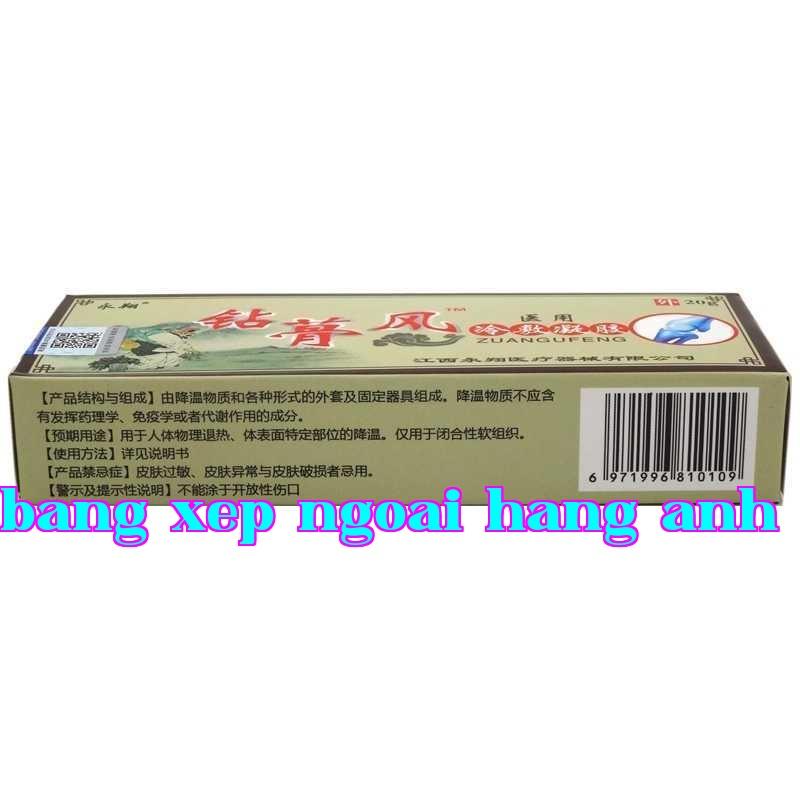 永翔®
钻骨风™
医用
冷敷凝胶
ZUANGUFENG
外 20g
江西永翔医疗器械有限公司
【产品结构与组成】由降温物质和各种形式的外套及固定器具组成。降温物质不应含
有发挥药理学、免疫学或者代谢作用的成分。
【预期用途】用于人体物理退热、体表面特定部位的降温。仅用于闭合性软组织。
【使用方法】详见说明书
【产品禁忌症】皮肤过敏、皮肤异常与皮肤破损者忌用。
【警示及提示性说明】不能涂于开放性伤口
6 971996 810109
bang xep ngoai hang anh